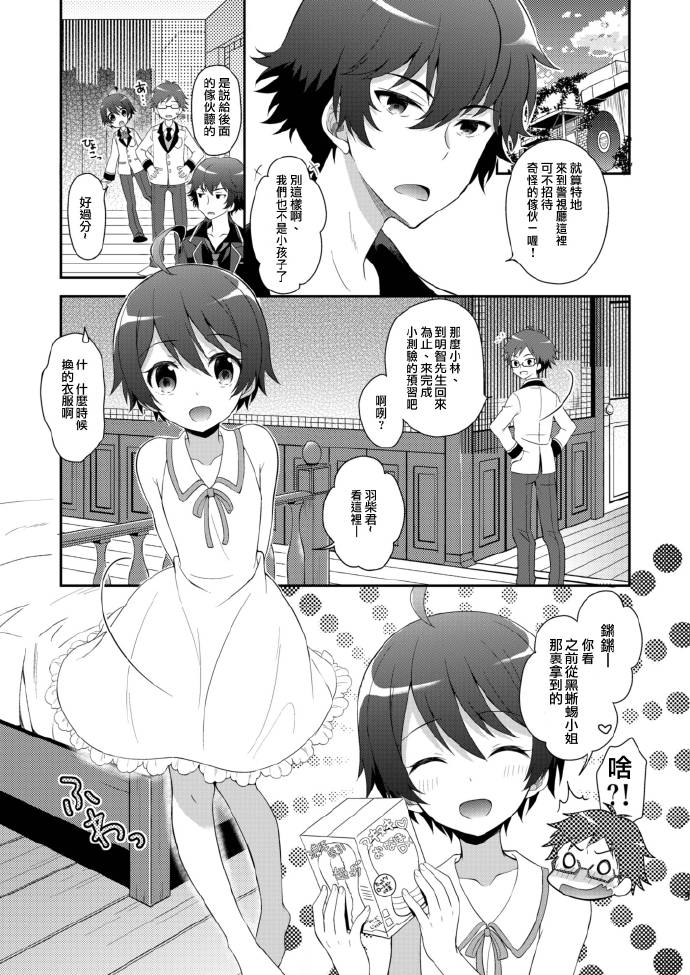 就算特地
來到警視廳這裡
可不招待
奇怪的傢伙－喔！
別這樣啊、
我們也不是小孩子了
是說給後面
的傢伙聽的
あ…
ひょこっ
好過分~
那麼小林、
到明智先生回來
為止、來完成
小測驗的預習吧
啊咧？
羽柴君~
看這裡－
什 什麼時候
換的衣服啊
ふわっ
鏘鏘－
你看
之前從黑蜥蜴小姐
那裏拿到的
啥
?!